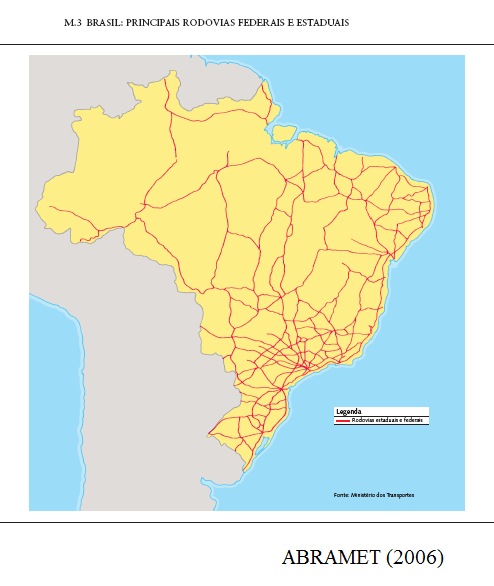 M.3 BRASIL: PRINCIPAIS RODOVIAS FEDERAIS E ESTADUAIS
Legenda
Rodovias estaduais e federais
Fonte: Ministério dos Transportes
ABRAMET (2006)